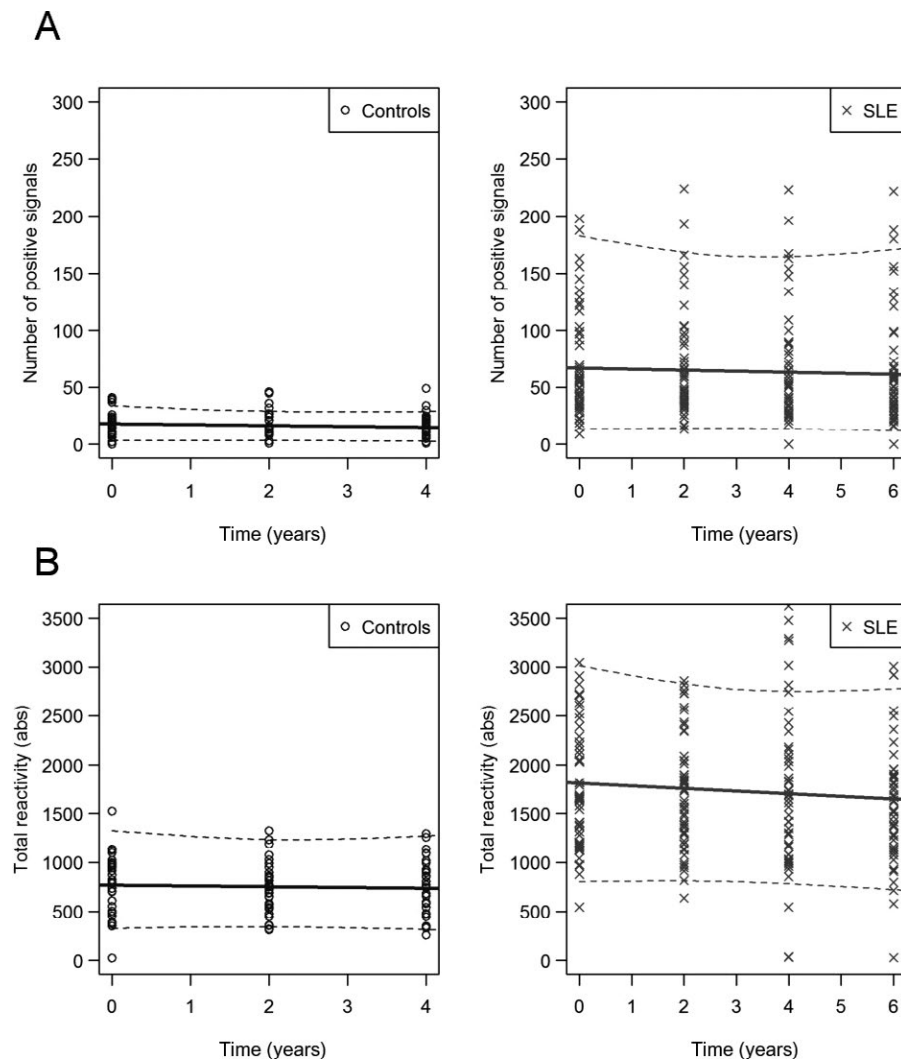 A
Number of positive signals
300
250
200
150
100
50
0
Controls
0 1 2 3 4
Time (years)
Number of positive signals
300
250
200
150
100
50
0
SLE
0 1 2 3 4 5 6
Time (years)
B
Total reactivity (abs)
3500
3000
2500
2000
1500
1000
500
0
Controls
0 1 2 3 4
Time (years)
Total reactivity (abs)
3500
3000
2500
2000
1500
1000
500
0
SLE
0 1 2 3 4 5 6
Time (years)